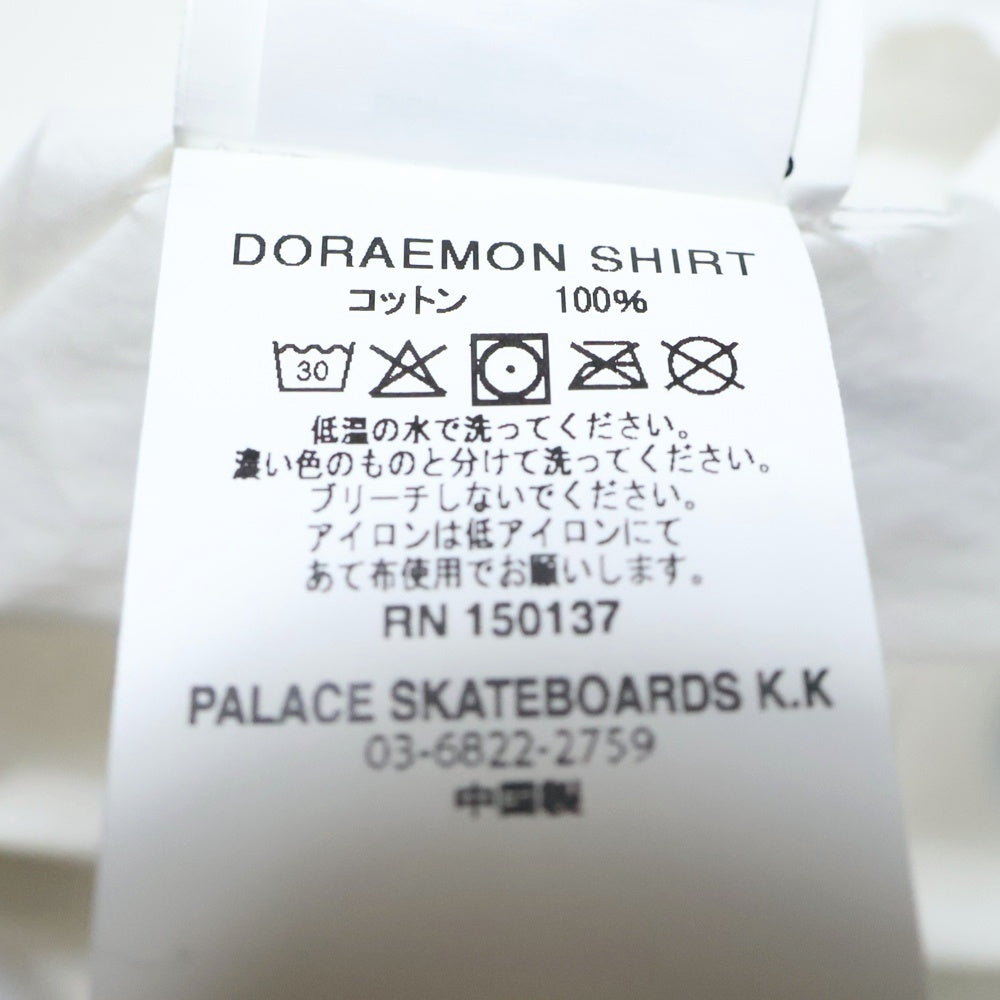 DORAEMON SHIRT
コットン 100%
30
低温の水で洗ってください。
濃い色のものと分けて洗ってください。
ブリーチしないでください。
アイロンは低アイロンにて
あて布使用でお願いします。
RN 150137
PALACE SKATEBOARDS K.K
03-6822-2759
中国製